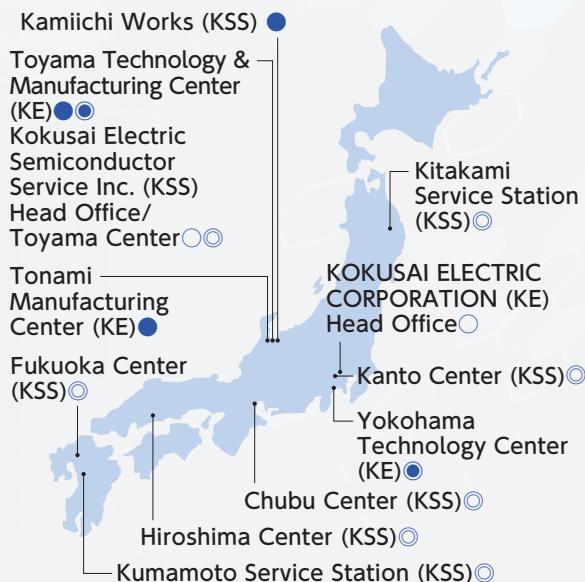 Kamiichi Works (KSS) ●
Toyama Technology &
Manufacturing Center
(KE)●◉
Kokusai Electric
Semiconductor
Service Inc. (KSS)
Head Office/
Toyama Center○◎
Tonami
Manufacturing
Center (KE)●
Fukuoka Center
(KSS)◎
Kitakami
Service Station
(KSS)◎
KOKUSAI ELECTRIC
CORPORATION (KE)
Head Office○
Kanto Center (KSS)◎
Yokohama
Technology Center
(KE)◉
Chubu Center (KSS)◎
Hiroshima Center (KSS)◎
Kumamoto Service Station (KSS)◎